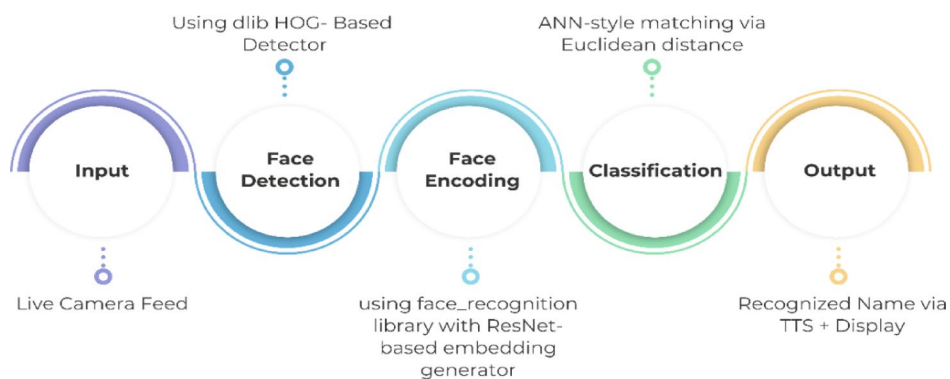 Using dlib HOG- Based
Detector
ANN-style matching via
Euclidean distance
Input
Face
Detection
Face
Encoding
Classification
Output
Live Camera Feed
using face_recognition
library with ResNet-
based embedding
generator
Recognized Name via
TTS + Display